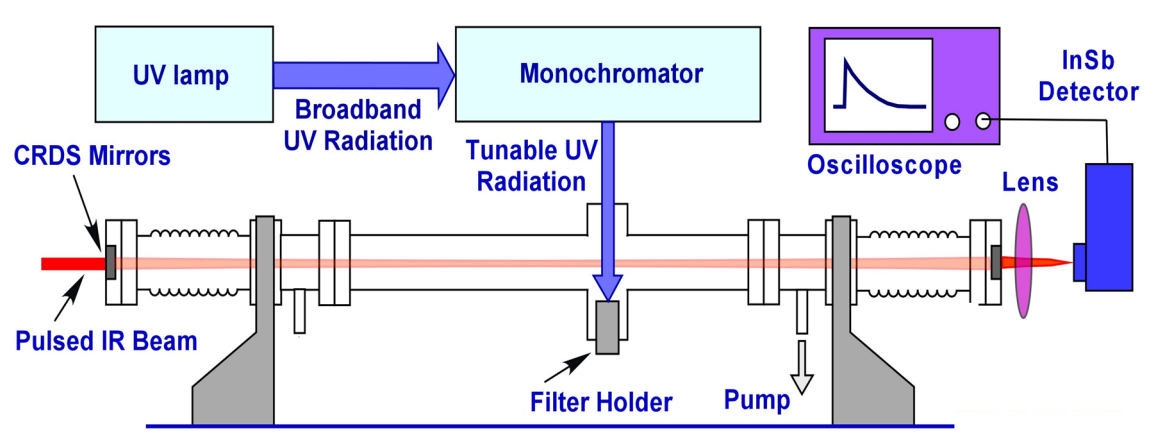 UV lamp
Broadband
UV Radiation
Monochromator
InSb
Detector
CRDS Mirrors
Tunable UV
Radiation
Oscilloscope
Lens
Pulsed IR Beam
Filter Holder
Pump